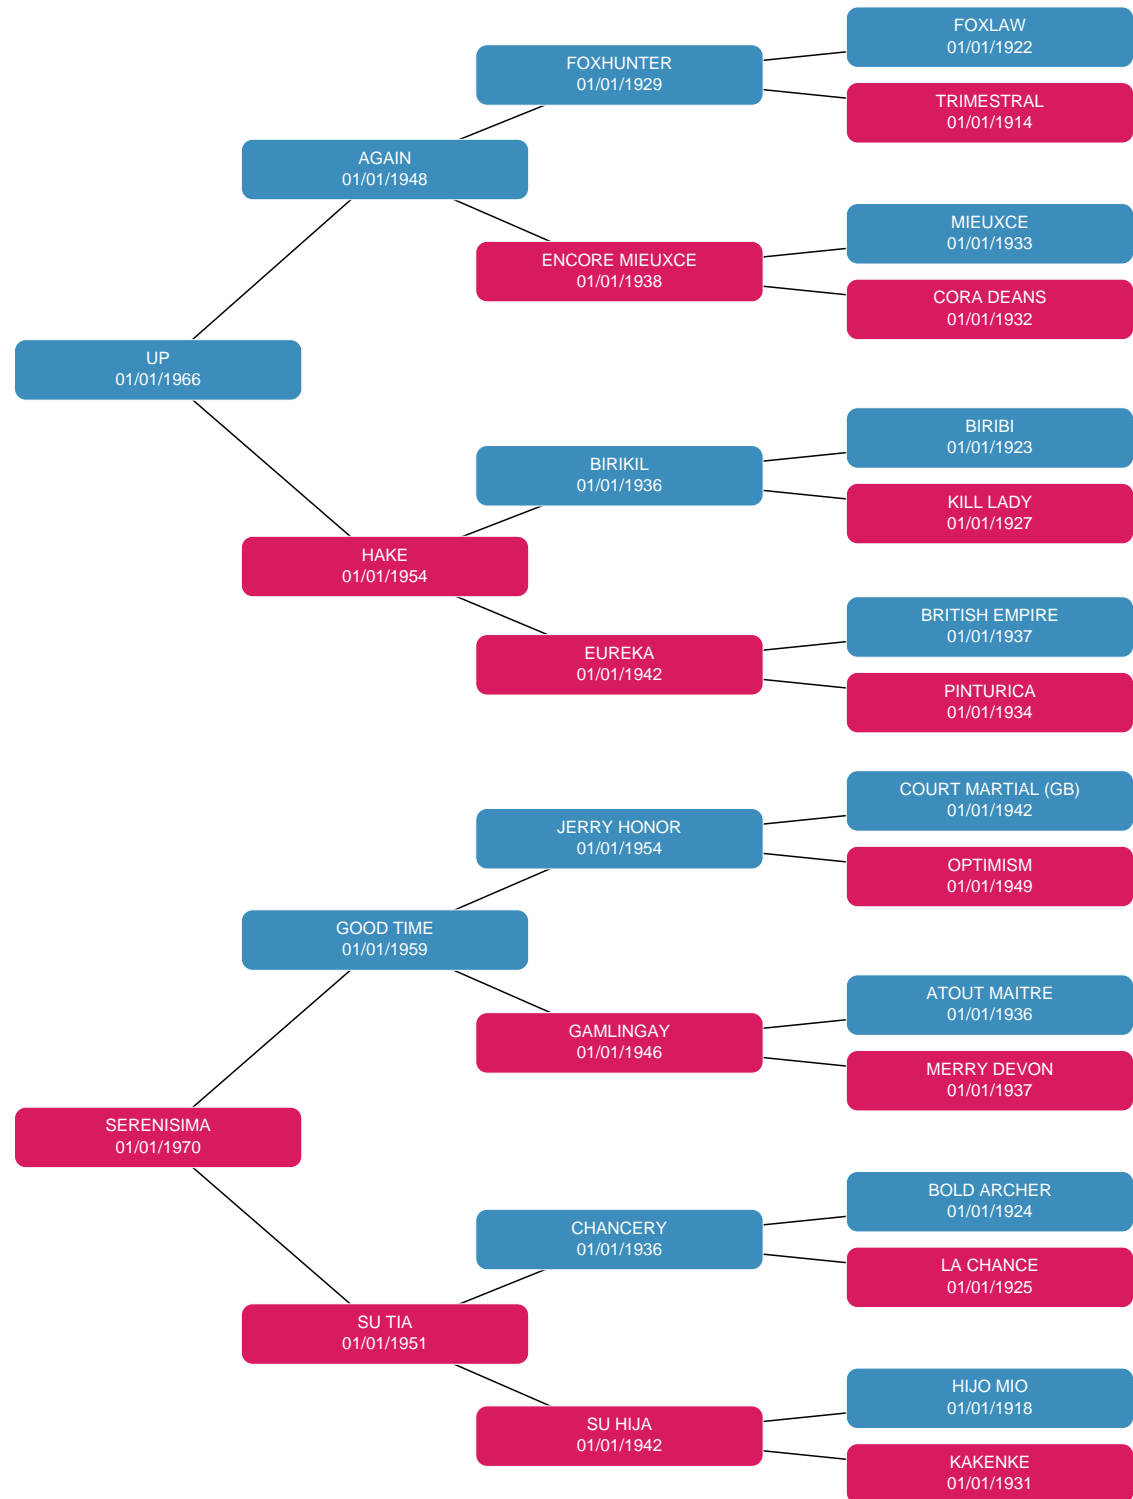 FOXLAW
01/01/1922
FOXHUNTER
01/01/1929
TRIMESTRAL
01/01/1914
AGAIN
01/01/1948
MIEUXCE
01/01/1933
ENCORE MIEUXCE
01/01/1938
CORA DEANS
01/01/1932
UP
01/01/1966
BIRIBI
01/01/1923
BIRIKIL
01/01/1936
KILL LADY
01/01/1927
HAKE
01/01/1954
BRITISH EMPIRE
01/01/1937
EUREKA
01/01/1942
PINTURICA
01/01/1934
COURT MARTIAL (GB)
01/01/1942
JERRY HONOR
01/01/1954
OPTIMISM
01/01/1949
GOOD TIME
01/01/1959
ATOUT MAITRE
01/01/1936
GAMLINGAY
01/01/1946
MERRY DEVON
01/01/1937
SERENISIMA
01/01/1970
BOLD ARCHER
01/01/1924
CHANCERY
01/01/1936
LA CHANCE
01/01/1925
SU TIA
01/01/1951
HIJO MIO
01/01/1918
SU HIJA
01/01/1942
KAKENKE
01/01/1931